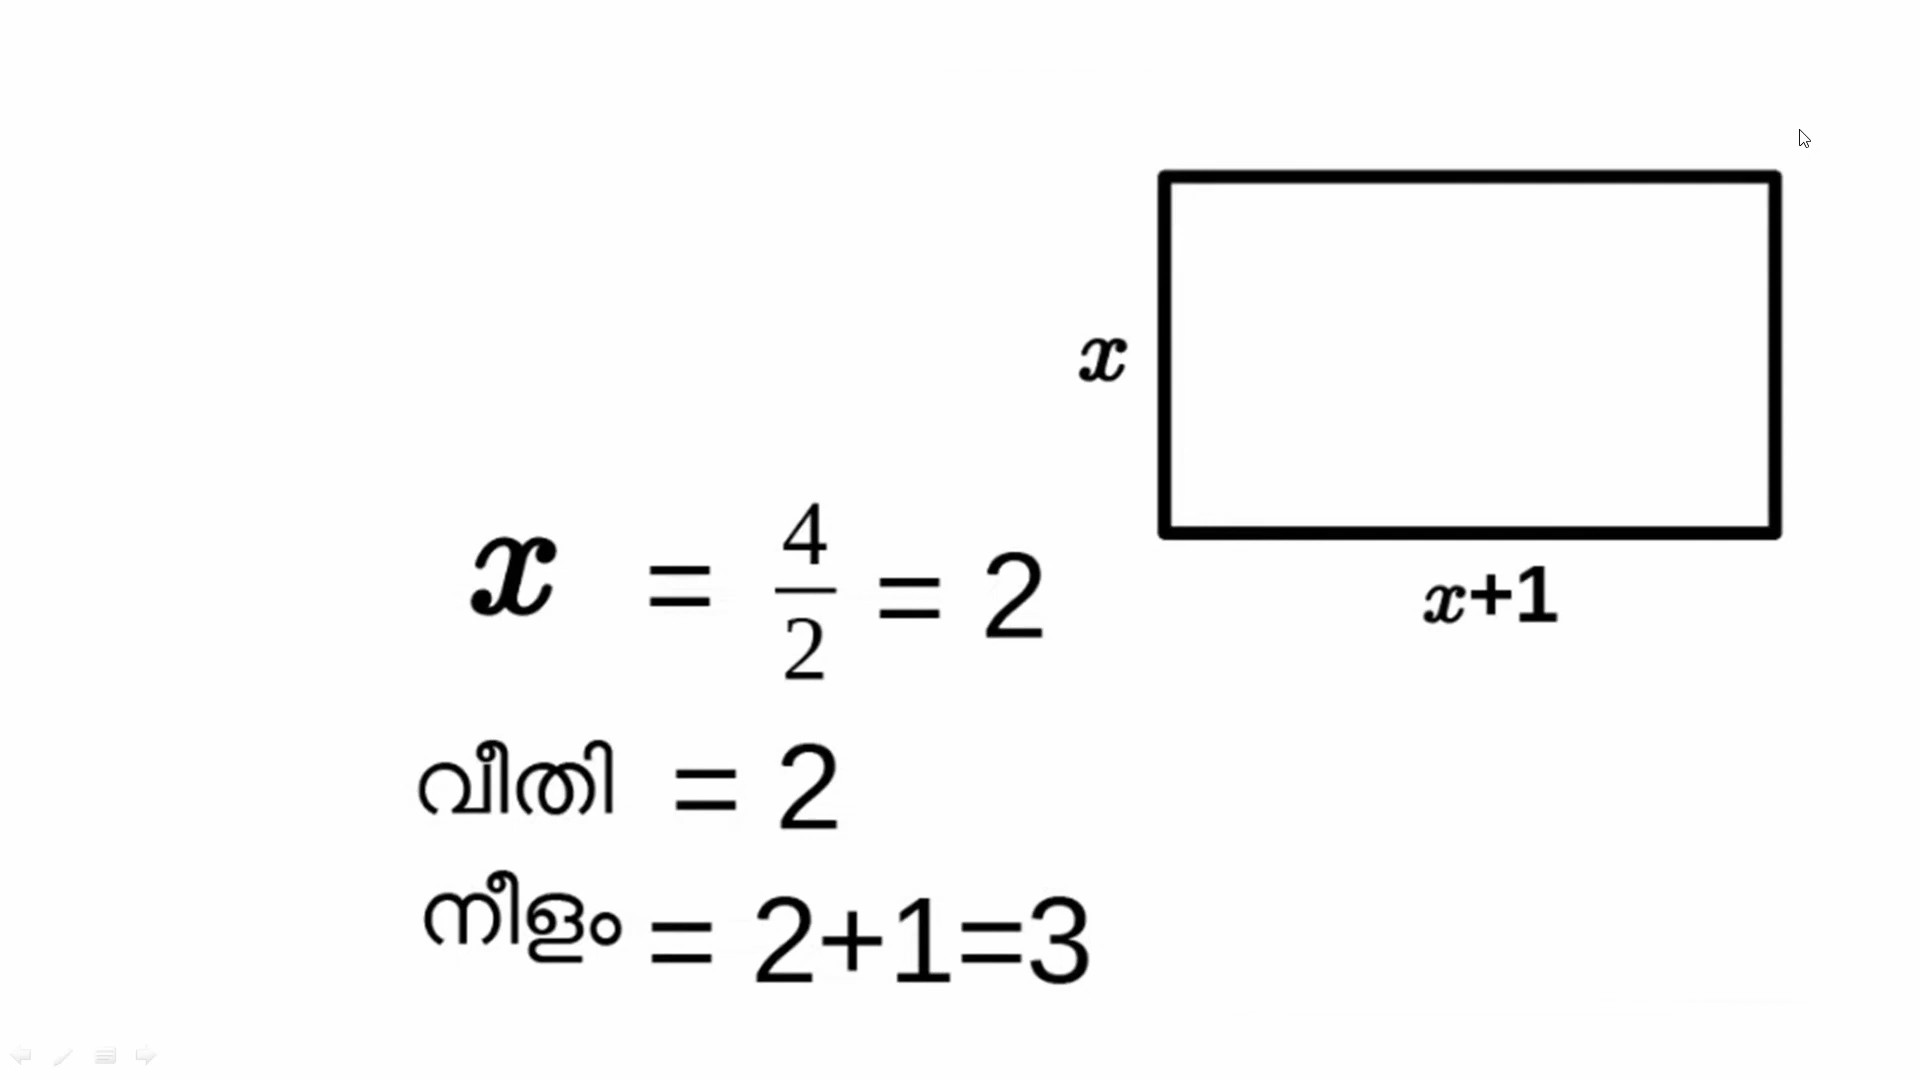 x
x+1
x = 4/2 = 2
വീതി = 2
നീളം = 2+1=3